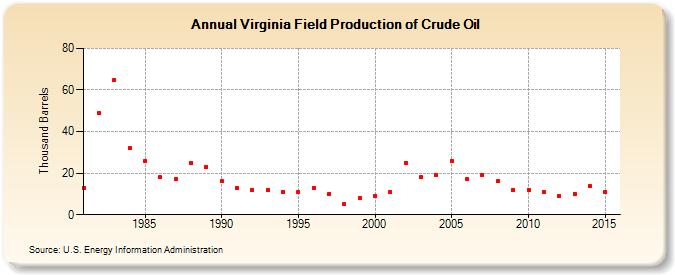 Annual Virginia Field Production of Crude Oil
Thousand Barrels
80
60
40
20
0
1985 1990 1995 2000 2005 2010 2015
Source: U.S. Energy Information Administration